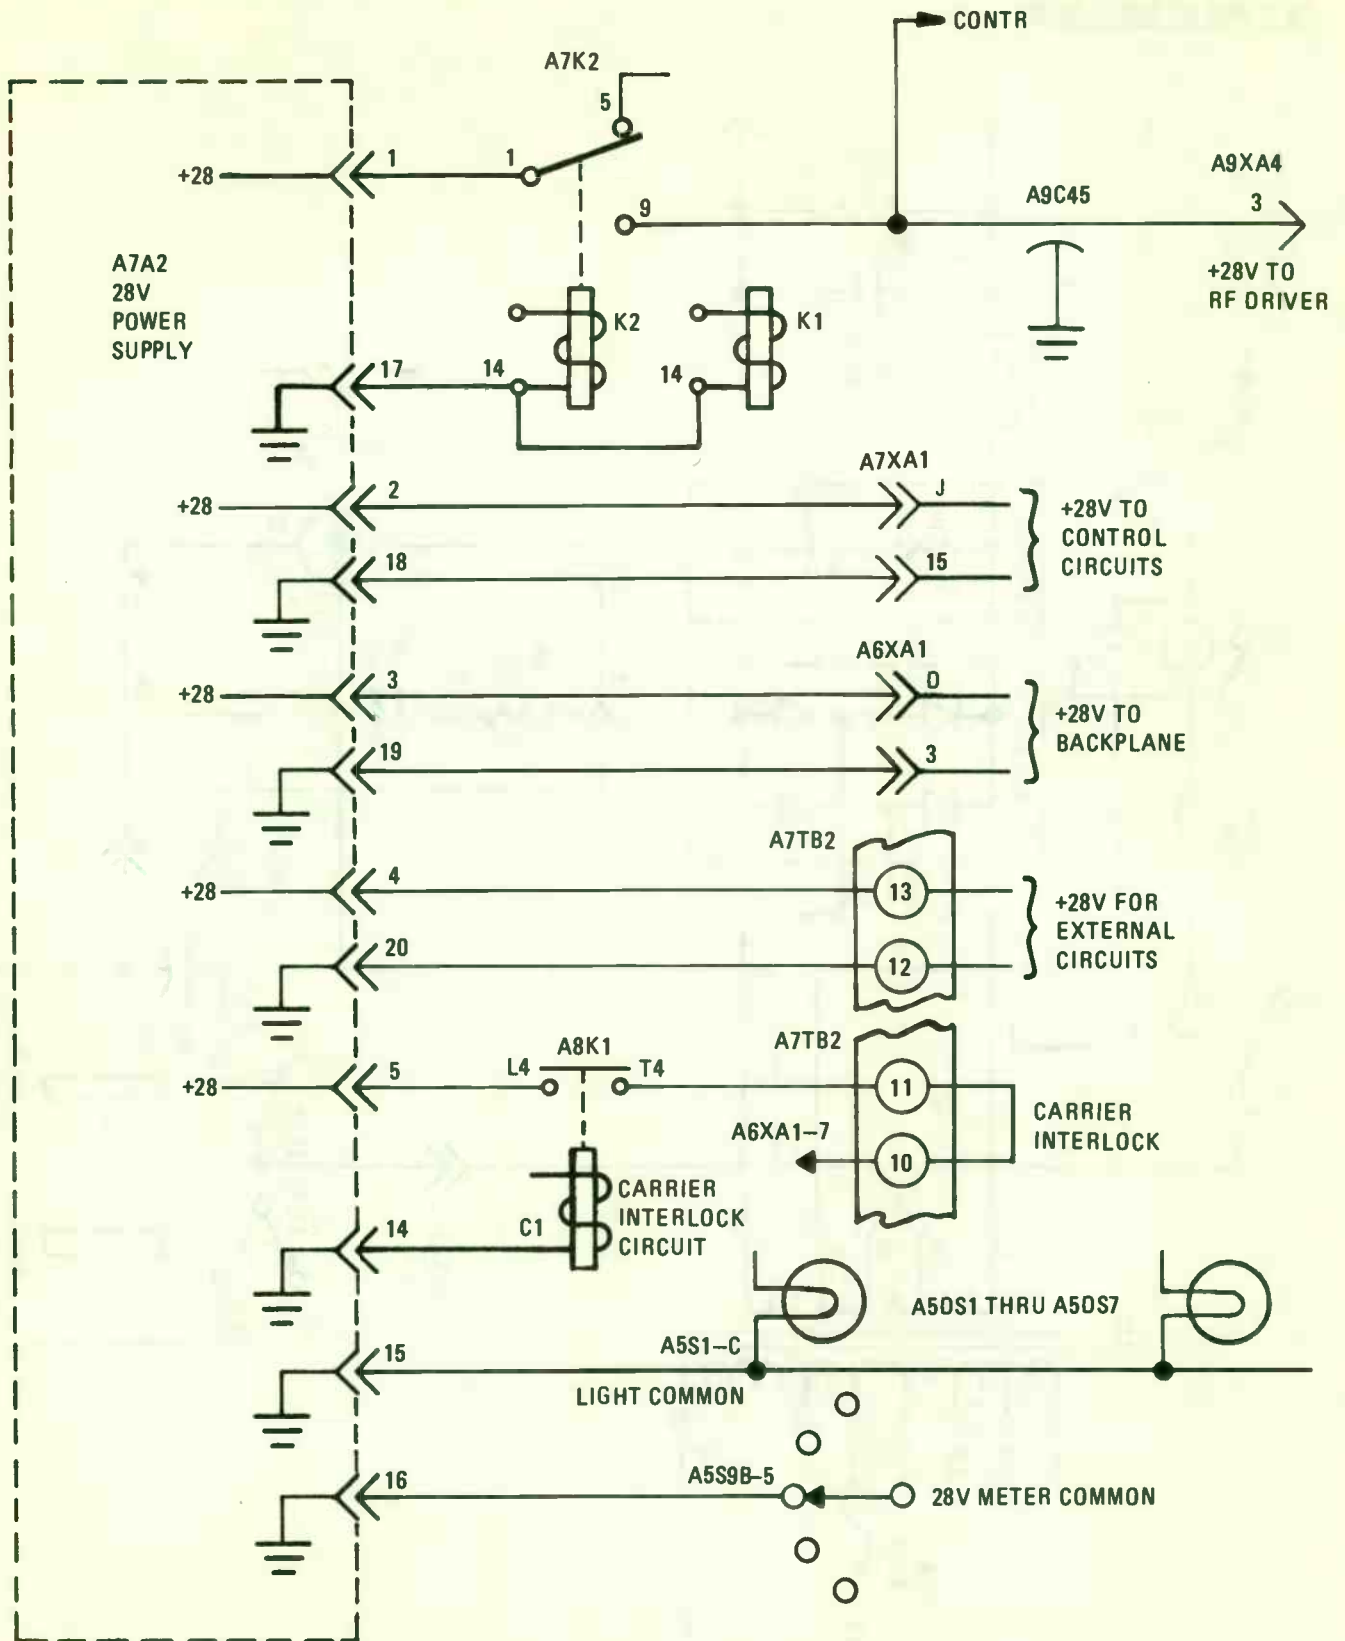 CONTR
A7K2
5
+28
1
1
9
A9C45
A9XA4
3
+28V TO
RF DRIVER
A7A2
28V
POWER
SUPPLY
K2
K1
17
14
14
+28
2
A7XA1
J
18
15
+28V TO
CONTROL
CIRCUITS
+28
3
A6XA1
D
19
3
+28V TO
BACKPLANE
A7TB2
+28
4
13
20
12
+28V FOR
EXTERNAL
CIRCUITS
+28
5
L4
A8K1
T4
A7TB2
11
A6XA1-7
10
CARRIER
INTERLOCK
14
C1
CARRIER
INTERLOCK
CIRCUIT
A5DS1 THRU A5DS7
15
A5S1-C
LIGHT COMMON
16
A5S9B-5
28V METER COMMON